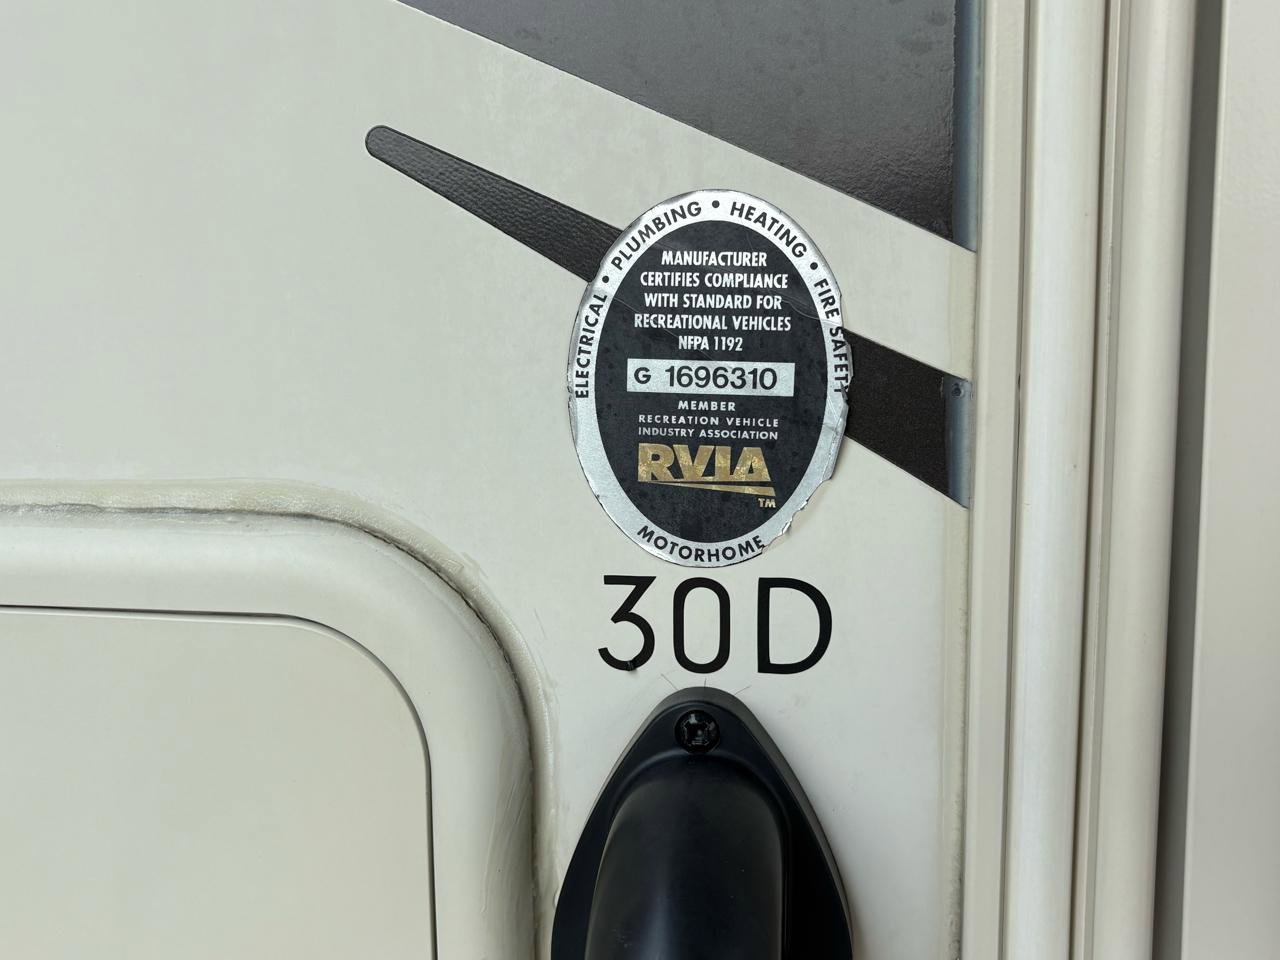 ELECTRICAL • PLUMBING • HEATING • FIRE SAFETY
MANUFACTURER
CERTIFIES COMPLIANCE
WITH STANDARD FOR
RECREATIONAL VEHICLES
NFPA 1192
G 1696310
MEMBER
RECREATION VEHICLE
INDUSTRY ASSOCIATION
RVIA
TM
MOTORHOME
30D